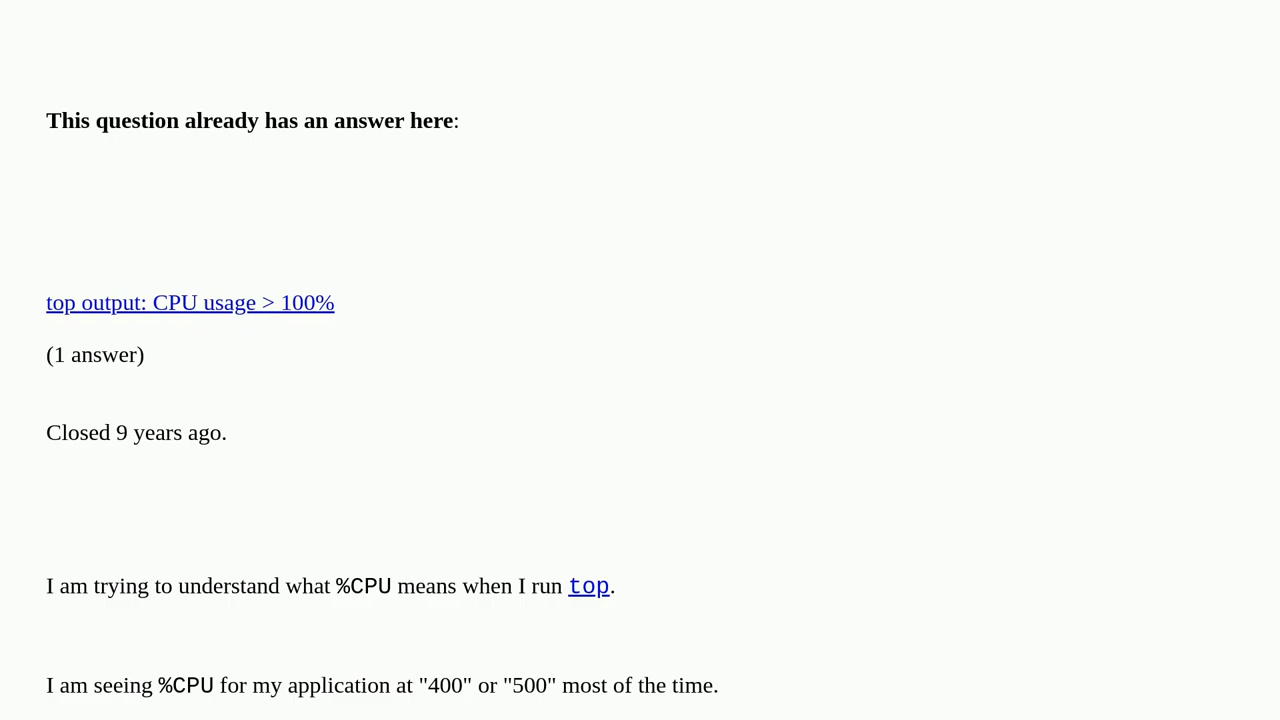 This question already has an answer here:
top output: CPU usage > 100%
(1 answer)
Closed 9 years ago.
I am trying to understand what %CPU means when I run top.
I am seeing %CPU for my application at "400" or "500" most of the time.